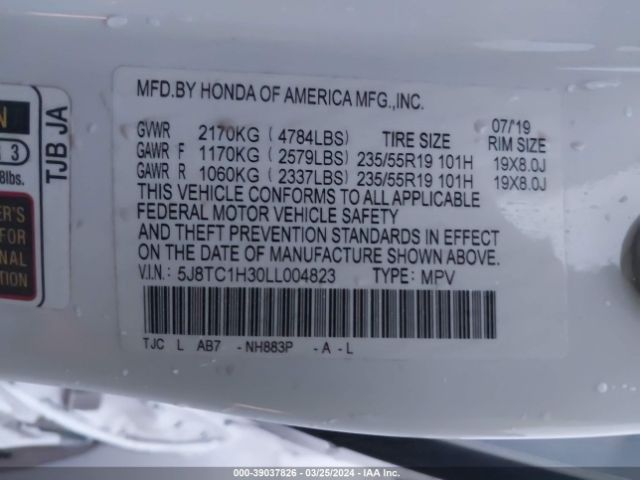 MFD.BY HONDA OF AMERICA MFG.,INC.
07/19
GVWR 2170KG ( 4784LBS) TIRE SIZE RIM SIZE
GAWR F 1170KG ( 2579LBS) 235/55R19 101H 19X8.0J
GAWR R 1060KG ( 2337LBS) 235/55R19 101H 19X8.0J
THIS VEHICLE CONFORMS TO ALL APPLICABLE
FEDERAL MOTOR VEHICLE SAFETY
AND THEFT PREVENTION STANDARDS IN EFFECT
ON THE DATE OF MANUFACTURE SHOWN ABOVE.
V.I.N.: 5J8TC1H30LL004823 TYPE: MPV
TJC L AB7 -NH883P -A-L
TJB JA
3
8lbs.
FOR
000-39037826 - 03/25/2024 - IAA Inc.